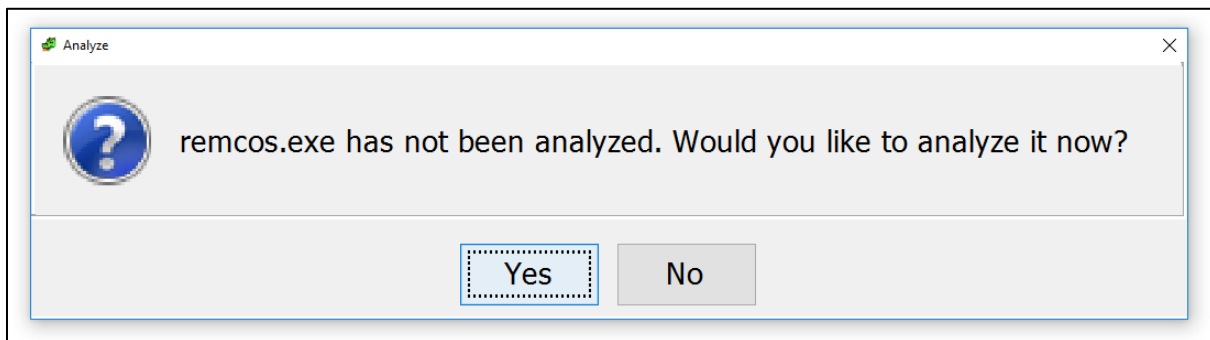 Analyze
remcos.exe has not been analyzed. Would you like to analyze it now?
Yes
No